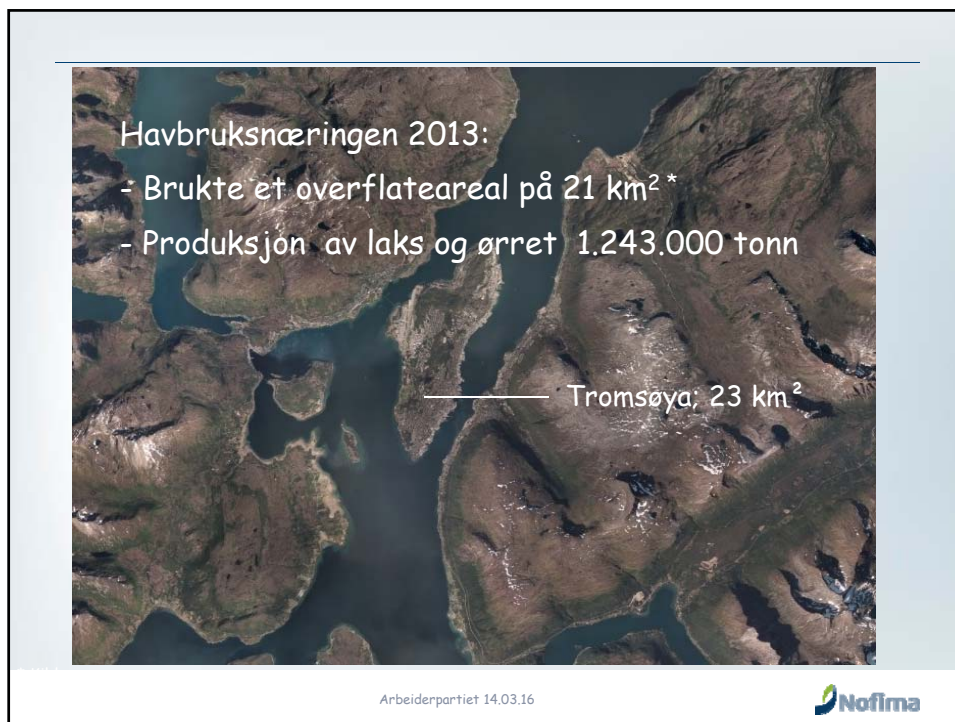 Havbruksnæringen 2013:
- Brukte et overflateareal på 21 km² *
- Produksjon av laks og ørret 1.243.000 tonn
Tromsøya; 23 km²
Arbeiderpartiet 14.03.16
Nofima